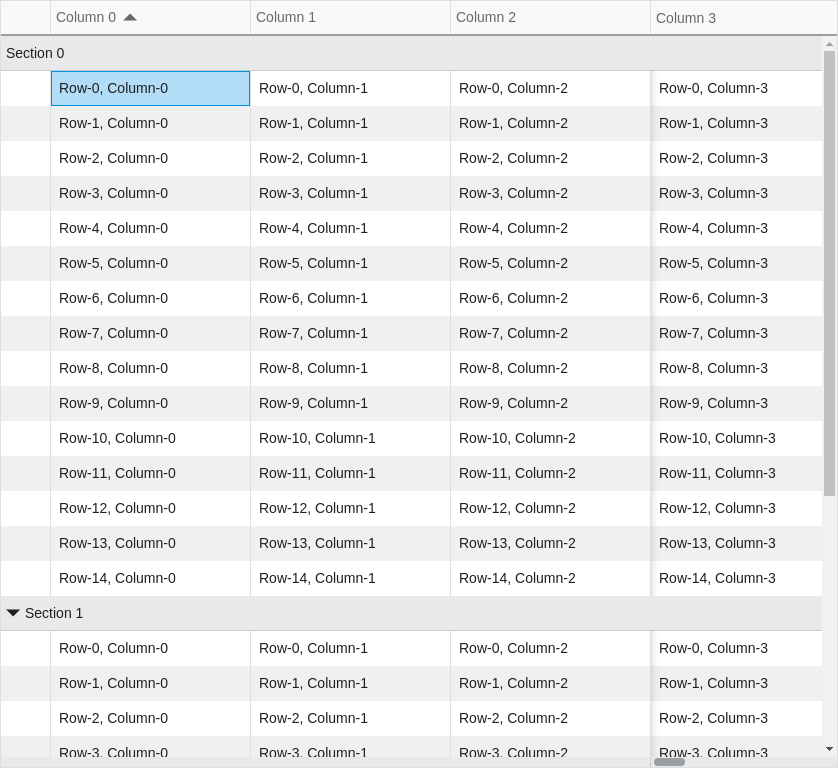 Column 0 Column 1 Column 2 Column 3
Section 0
Row-0, Column-0 Row-0, Column-1 Row-0, Column-2 Row-0, Column-3
Row-1, Column-0 Row-1, Column-1 Row-1, Column-2 Row-1, Column-3
Row-2, Column-0 Row-2, Column-1 Row-2, Column-2 Row-2, Column-3
Row-3, Column-0 Row-3, Column-1 Row-3, Column-2 Row-3, Column-3
Row-4, Column-0 Row-4, Column-1 Row-4, Column-2 Row-4, Column-3
Row-5, Column-0 Row-5, Column-1 Row-5, Column-2 Row-5, Column-3
Row-6, Column-0 Row-6, Column-1 Row-6, Column-2 Row-6, Column-3
Row-7, Column-0 Row-7, Column-1 Row-7, Column-2 Row-7, Column-3
Row-8, Column-0 Row-8, Column-1 Row-8, Column-2 Row-8, Column-3
Row-9, Column-0 Row-9, Column-1 Row-9, Column-2 Row-9, Column-3
Row-10, Column-0 Row-10, Column-1 Row-10, Column-2 Row-10, Column-3
Row-11, Column-0 Row-11, Column-1 Row-11, Column-2 Row-11, Column-3
Row-12, Column-0 Row-12, Column-1 Row-12, Column-2 Row-12, Column-3
Row-13, Column-0 Row-13, Column-1 Row-13, Column-2 Row-13, Column-3
Row-14, Column-0 Row-14, Column-1 Row-14, Column-2 Row-14, Column-3
Section 1
Row-0, Column-0 Row-0, Column-1 Row-0, Column-2 Row-0, Column-3
Row-1, Column-0 Row-1, Column-1 Row-1, Column-2 Row-1, Column-3
Row-2, Column-0 Row-2, Column-1 Row-2, Column-2 Row-2, Column-3
Row-3, Column-0 Row-3, Column-1 Row-3, Column-2 Row-3, Column-3